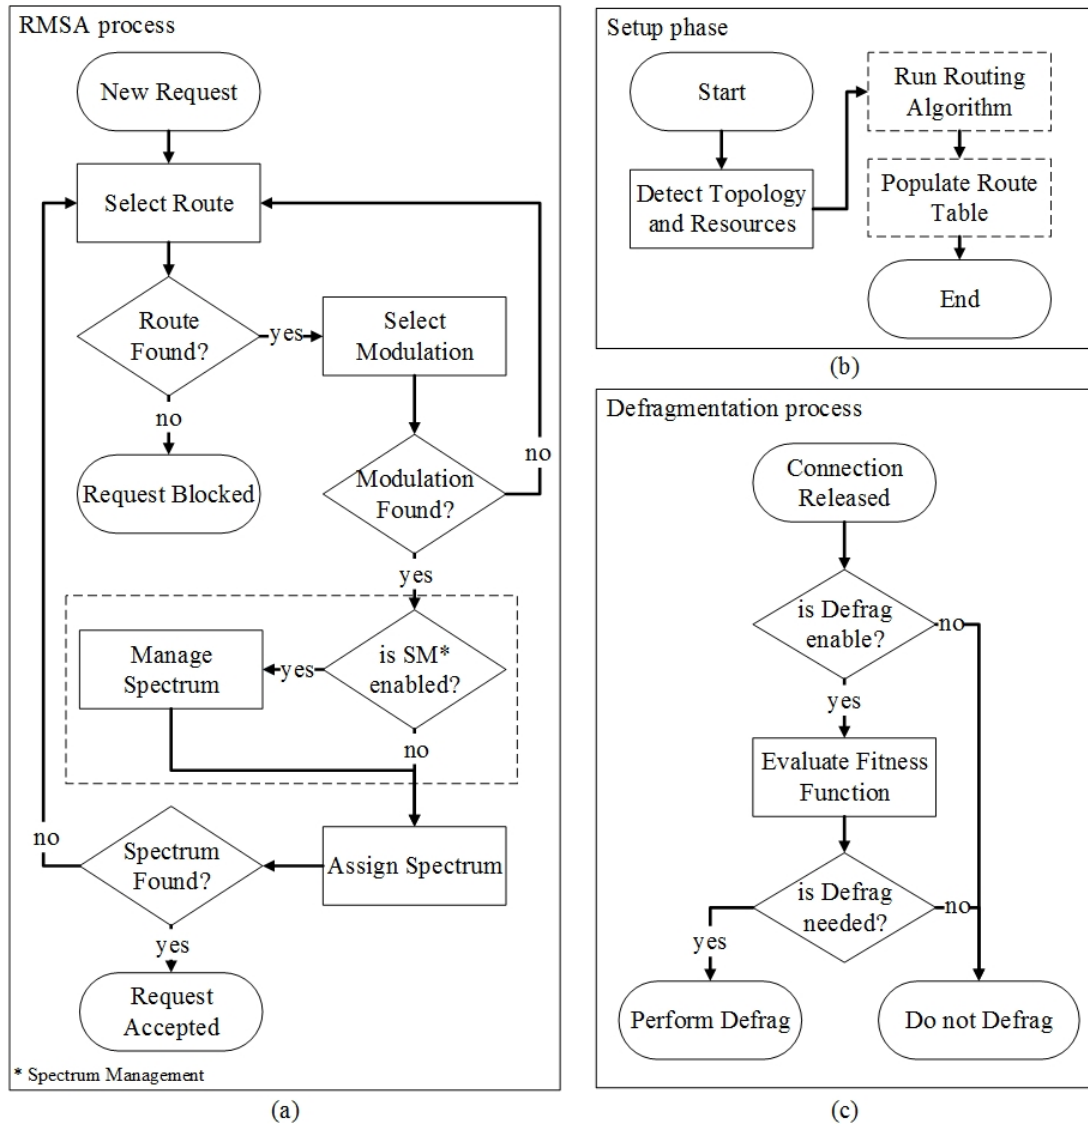 RMSA process
New Request
Select Route
Route
Found?
yes
Select
Modulation
no
Request Blocked
Modulation
Found?
no
yes
is SM*
enabled?
yes
Manage
Spectrum
no
Assign Spectrum
Spectrum
Found?
no
yes
Request
Accepted
* Spectrum Management
(a)
Setup phase
Start
Detect Topology
and Resources
Run Routing
Algorithm
Populate Route
Table
End
(b)
Defragmentation process
Connection
Released
is Defrag
enable?
no
yes
Evaluate Fitness
Function
is Defrag
needed?
no
yes
Perform Defrag
Do not Defrag
(c)